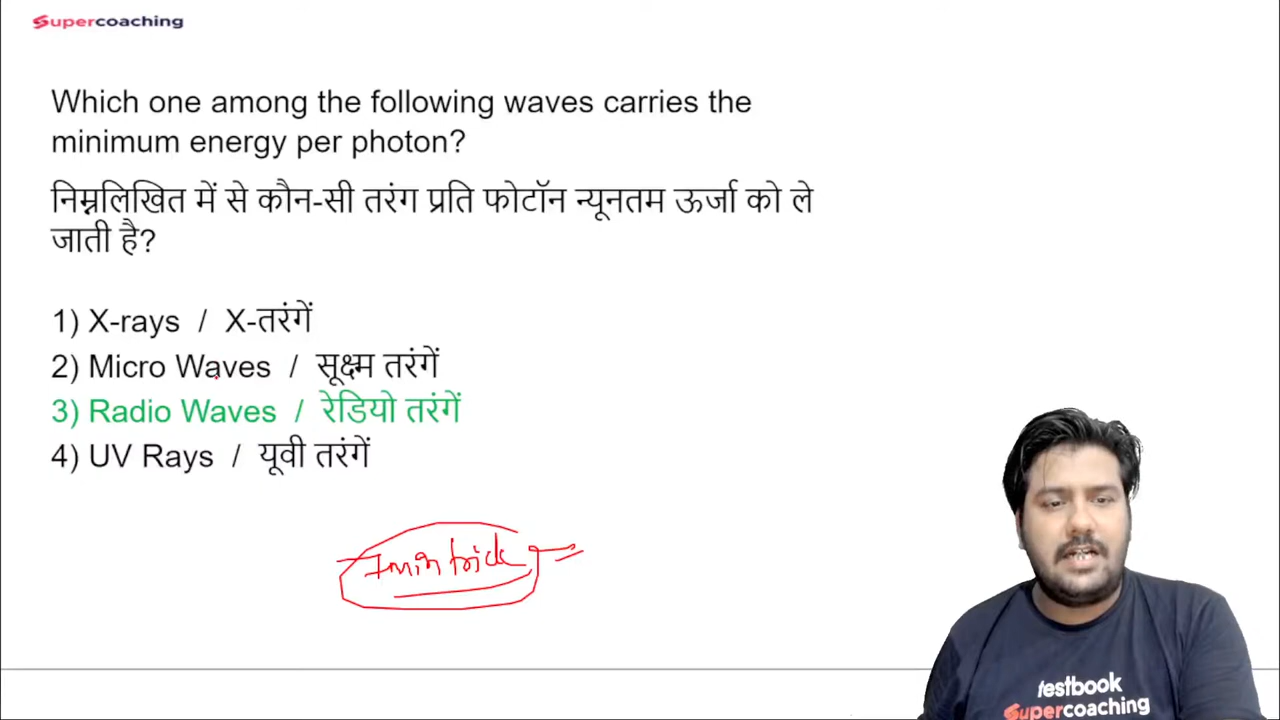 Supercoaching
Which one among the following waves carries the
minimum energy per photon?
निम्नलिखित में से कौन-सी तरंग प्रति फोटॉन न्यूनतम ऊर्जा को ले
जाती है?
1) X-rays / X-तरंगें
2) Micro Waves / सूक्ष्म तरंगें
3) Radio Waves / रेडियो तरंगें
4) UV Rays / यूवी तरंगें
1 min trick
testbook
Supercoaching